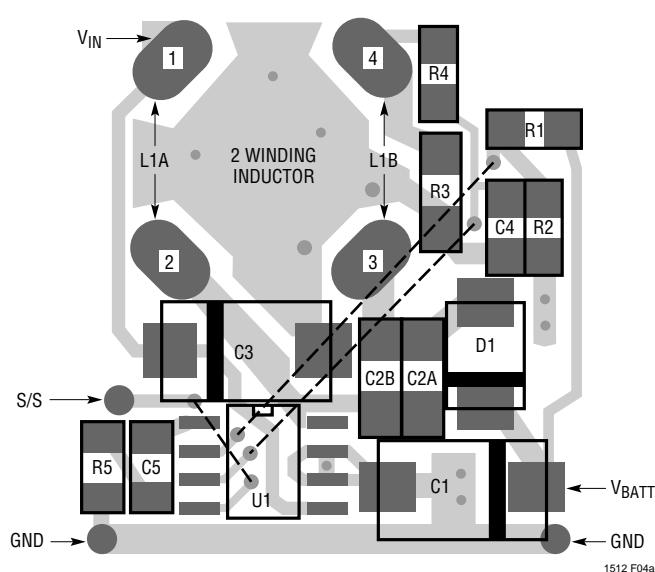 VIN
1
4
R4
R1
L1A
2 WINDING
INDUCTOR
L1B
R3
C4
R2
2
3
C3
D1
C2B
C2A
S/S
R5
C5
U1
C1
VBATT
GND
GND
1512 F04a